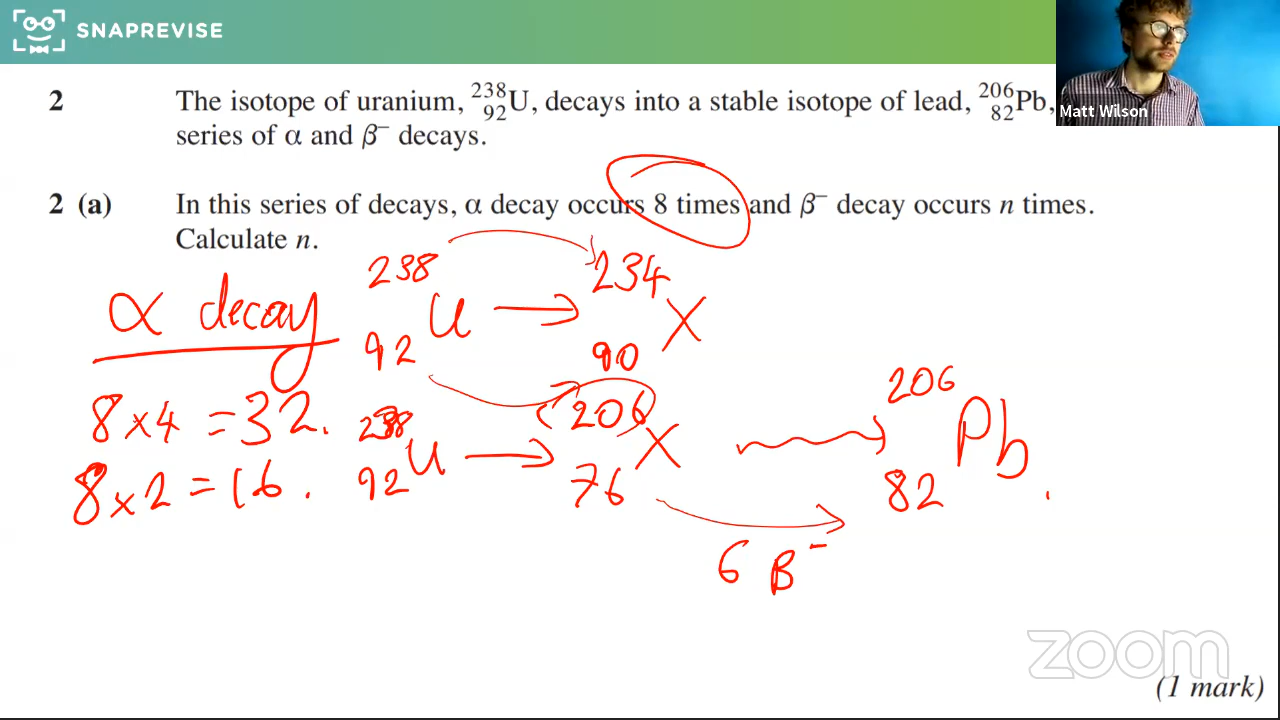 SNAPREVISE
Matt Wilson
2 The isotope of uranium, ²³⁸₉₂U, decays into a stable isotope of lead, ²⁰⁶₈₂Pb,
series of α and β⁻ decays.
2 (a) In this series of decays, α decay occurs 8 times and β⁻ decay occurs n times.
Calculate n.
α decay ²³⁸₉₂U → ²³⁴₉₀X
8×4 = 32.
8×2 = 16.
²³⁸₉₂U → ²⁰⁶₇₆X → ²⁰⁶₈₂Pb.
6 β⁻
zoom
(1 mark)